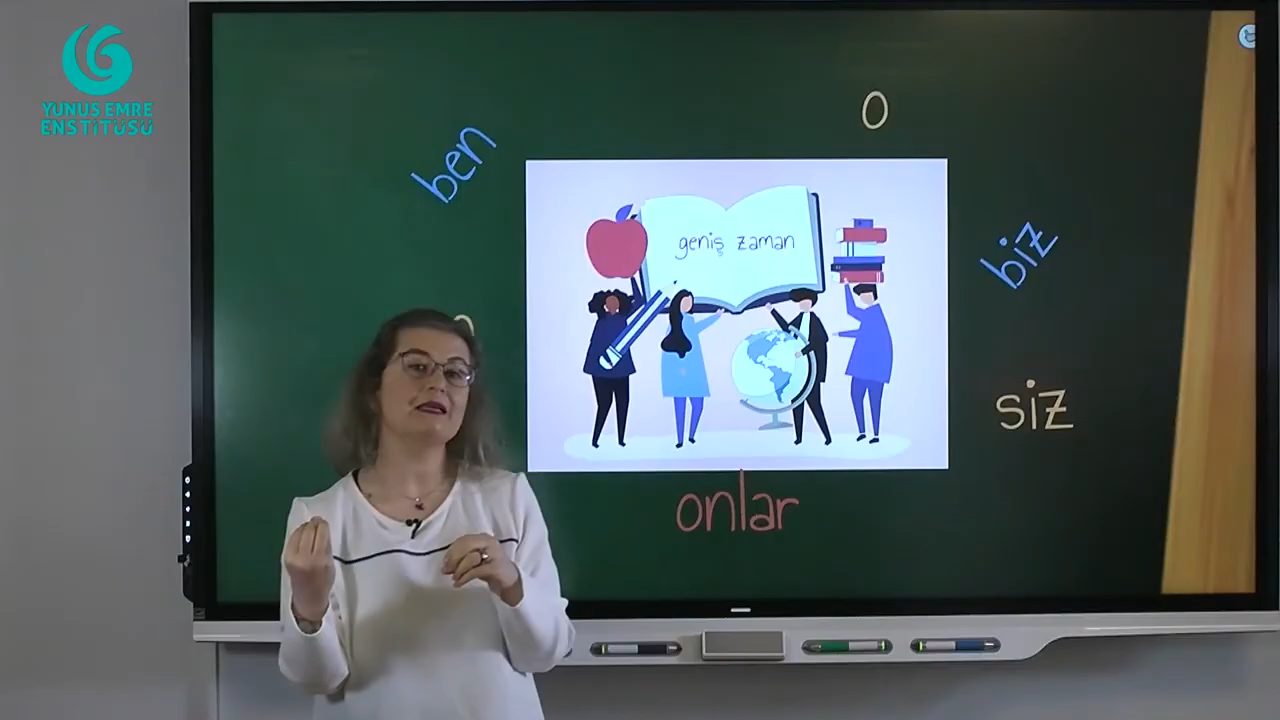 YUNUS EMRE
ENSTİTÜSÜ
o
ben
geniş zaman
biz
siz
onlar